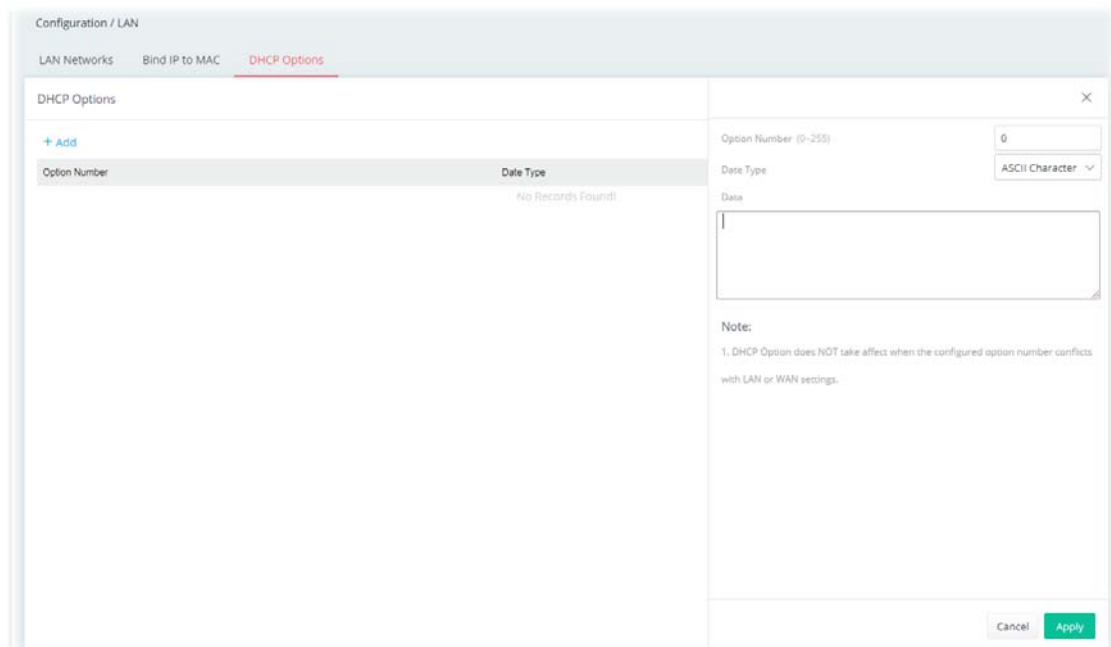 Configuration / LAN
LAN Networks Bind IP to MAC DHCP Options
DHCP Options
+ Add
Option Number Date Type
No Records Found!
Option Number (0~255) 0
Date Type ASCII Character
Data
Note:
1. DHCP Option does NOT take affect when the configured option number conflicts
with LAN or WAN settings.
Cancel Apply